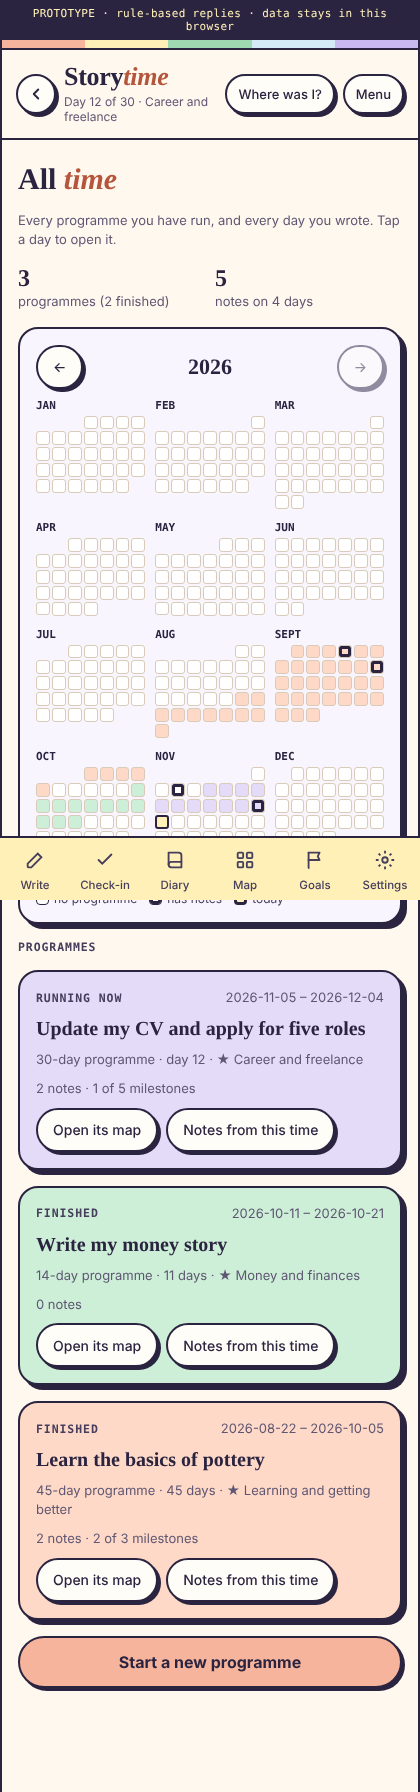 PROTOTYPE · rule-based replies · data stays in this
browser
Storytime
Day 12 of 30 · Career and
freelance
Where was I?
Menu
All time
Every programme you have run, and every day you wrote. Tap
a day to open it.
3
programmes (2 finished)
5
notes on 4 days
←
2026
→
JAN
FEB
MAR
APR
MAY
JUN
JUL
AUG
SEPT
OCT
NOV
DEC
Write
Check-in
Diary
Map
Goals
Settings
no programme
has notes
today
PROGRAMMES
RUNNING NOW
2026-11-05 – 2026-12-04
Update my CV and apply for five roles
30-day programme · day 12 · ★ Career and freelance
2 notes · 1 of 5 milestones
Open its map
Notes from this time
FINISHED
2026-10-11 – 2026-10-21
Write my money story
14-day programme · 11 days · ★ Money and finances
0 notes
Open its map
Notes from this time
FINISHED
2026-08-22 – 2026-10-05
Learn the basics of pottery
45-day programme · 45 days · ★ Learning and getting
better
2 notes · 2 of 3 milestones
Open its map
Notes from this time
Start a new programme